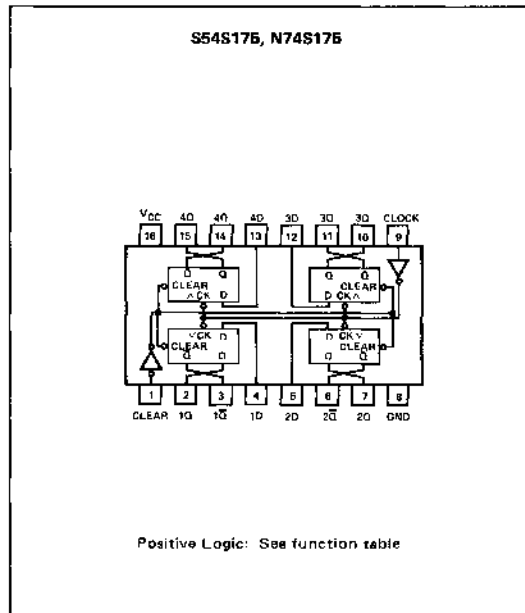 S54S175, N74S175
VCC 4Q 4Q̅ 4D 3D 3Q̅ 3Q CLOCK
16 15 14 13 12 11 10 9
Q Q Q Q
CLEAR CLEAR
CK D D CK
CK D D CK
CLEAR CLEAR
Q Q Q Q
1 2 3 4 5 6 7 8
CLEAR 1Q 1Q̅ 1D 2D 2Q̅ 2Q GND
Positive Logic: See function table